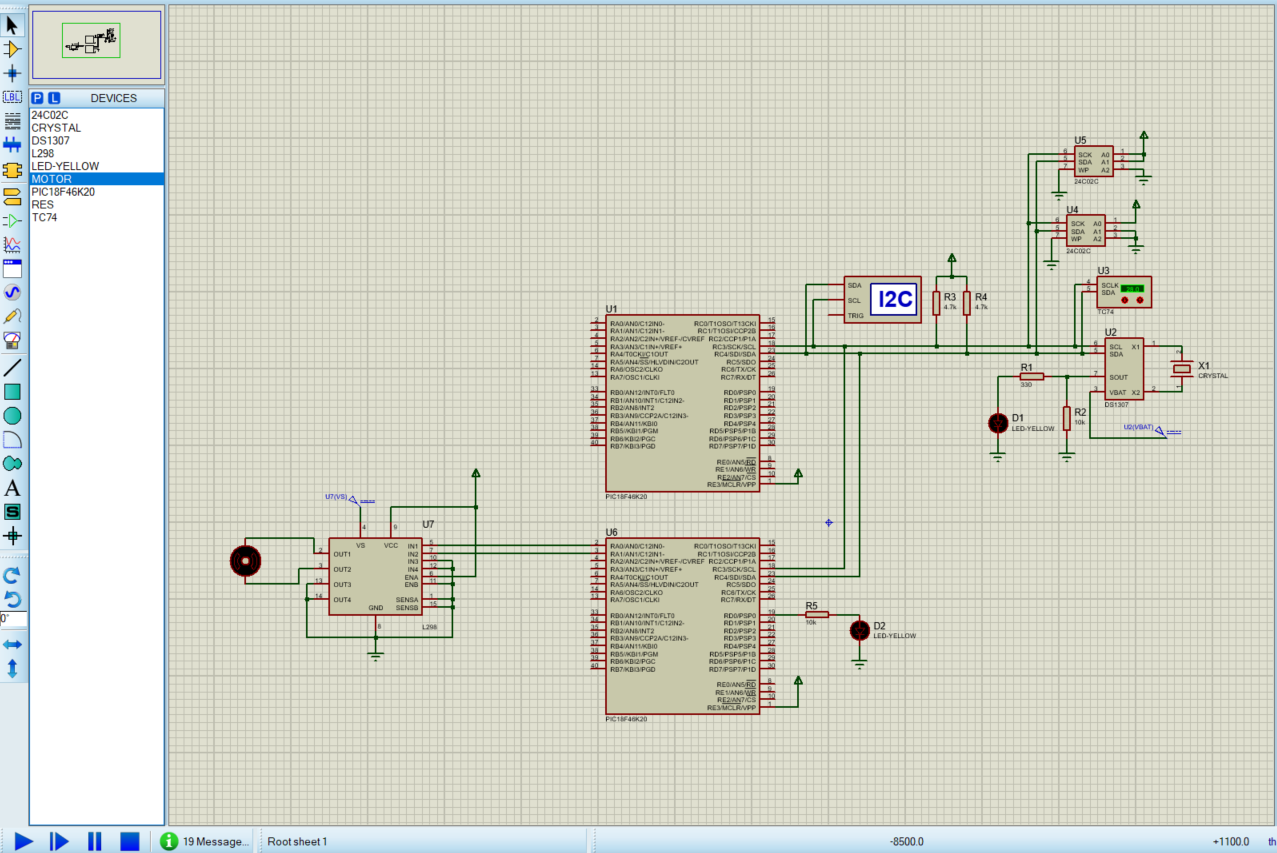 DEVICES
P L
24C02C
CRYSTAL
DS1307
L298
LED-YELLOW
MOTOR
PIC18F46K20
RES
TC74
LBL
A
S
0°
U5
SCK A0
SDA A1
WP A2
24C02C
U4
SCK A0
SDA A1
WP A2
24C02C
U3
SCLK
SDA
TC74
U2
SCL X1
SDA
SOUT
VBAT X2
DS1307
X1
CRYSTAL
R1
330
R2
10k
D1
LED-YELLOW
U2(VBAT)
SDA
SCL
TRIG
I2C
R3
4.7k
R4
4.7k
U1
RA0/AN0/C12IN0- RC0/T1OSO/T13CKI
RA1/AN1/C12IN1- RC1/T1OSI/CCP2B
RA2/AN2/C2IN+/VREF-/CVREF RC2/CCP1/P1A
RA3/AN3/C1IN+/VREF+ RC3/SCK/SCL
RA4/T0CKI/C1OUT RC4/SDI/SDA
RA5/AN4/SS/HLVDIN/C2OUT RC5/SDO
RA6/OSC2/CLKO RC6/TX/CK
RA7/OSC1/CLKI RC7/RX/DT
RB0/AN12/INT0/FLT0 RD0/PSP0
RB1/AN10/INT1/C12IN2- RD1/PSP1
RB2/AN8/INT2 RD2/PSP2
RB3/AN9/CCP2A/C12IN3- RD3/PSP3
RB4/AN11/KBI0 RD4/PSP4
RB5/KBI1/PGM RD5/PSP5/P1B
RB6/KBI2/PGC RD6/PSP6/P1C
RB7/KBI3/PGD RD7/PSP7/P1D
RE0/AN5/RD
RE1/AN6/WR
RE2/AN7/CS
RE3/MCLR/VPP
PIC18F46K20
U7(VS)
U7
VS VCC IN1
OUT1 IN2
IN3
OUT2 IN4
ENA
OUT3 ENB
OUT4 SENSA
GND SENSB
L298
U6
RA0/AN0/C12IN0- RC0/T1OSO/T13CKI
RA1/AN1/C12IN1- RC1/T1OSI/CCP2B
RA2/AN2/C2IN+/VREF-/CVREF RC2/CCP1/P1A
RA3/AN3/C1IN+/VREF+ RC3/SCK/SCL
RA4/T0CKI/C1OUT RC4/SDI/SDA
RA5/AN4/SS/HLVDIN/C2OUT RC5/SDO
RA6/OSC2/CLKO RC6/TX/CK
RA7/OSC1/CLKI RC7/RX/DT
RB0/AN12/INT0/FLT0 RD0/PSP0
RB1/AN10/INT1/C12IN2- RD1/PSP1
RB2/AN8/INT2 RD2/PSP2
RB3/AN9/CCP2A/C12IN3- RD3/PSP3
RB4/AN11/KBI0 RD4/PSP4
RB5/KBI1/PGM RD5/PSP5/P1B
RB6/KBI2/PGC RD6/PSP6/P1C
RB7/KBI3/PGD RD7/PSP7/P1D
RE0/AN5/RD
RE1/AN6/WR
RE2/AN7/CS
RE3/MCLR/VPP
PIC18F46K20
R5
10k
D2
LED-YELLOW
19 Message...
Root sheet 1
-8500.0
+1100.0
th